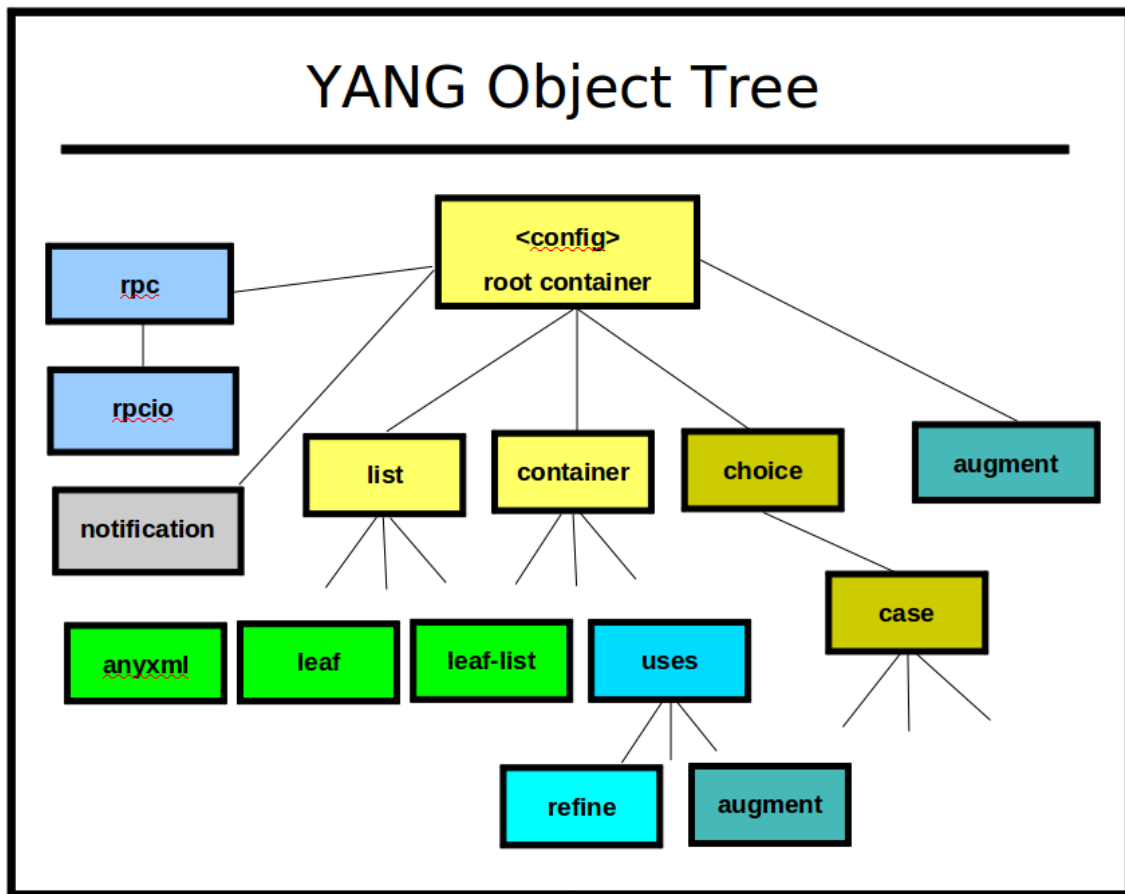 YANG Object Tree
<config>
root container
rpc
rpcio
list
container
choice
augment
notification
case
anyxml
leaf
leaf-list
uses
refine
augment